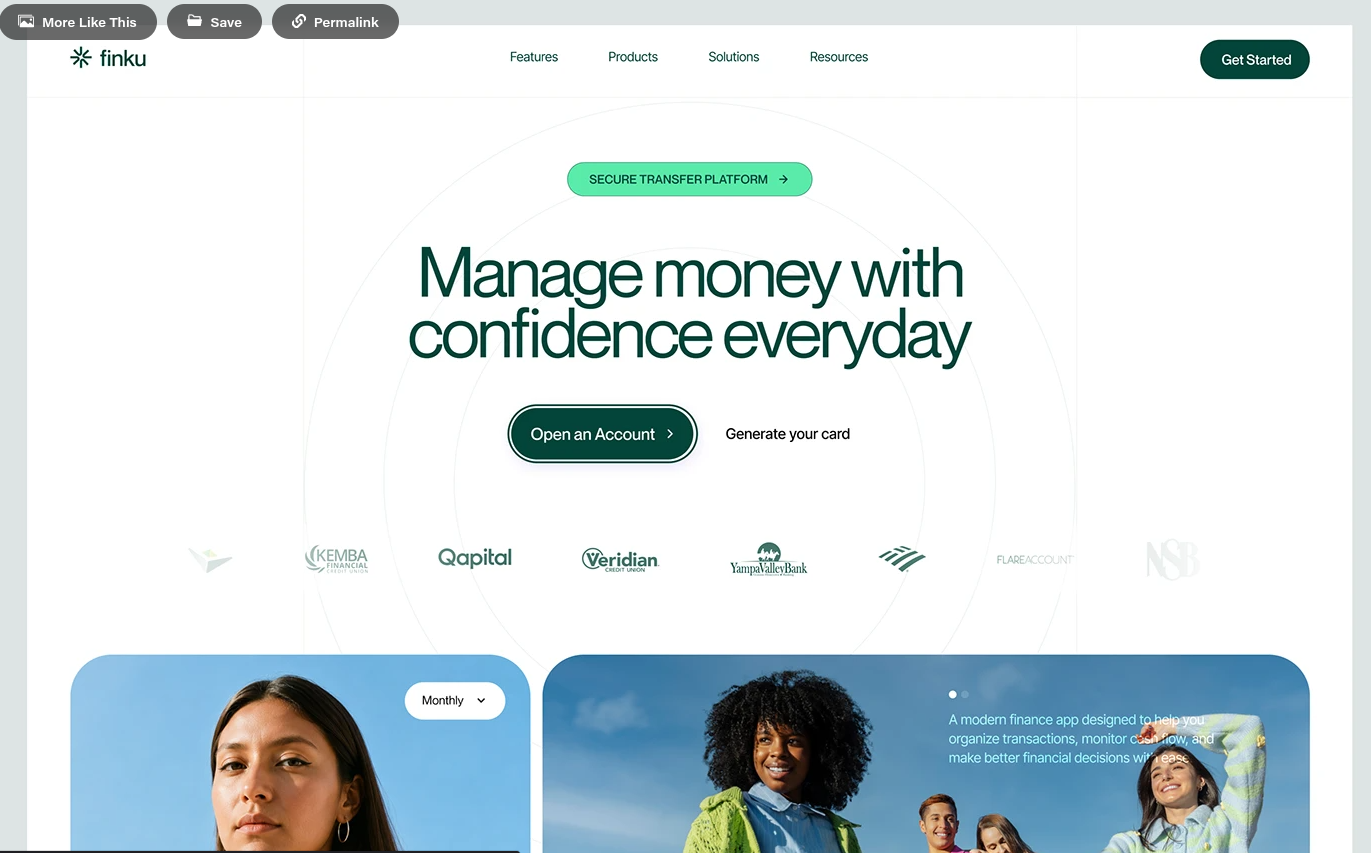 More Like This
Save
Permalink
finku
Features
Products
Solutions
Resources
Get Started
SECURE TRANSFER PLATFORM
Manage money with
confidence everyday
Open an Account
Generate your card
KEMBA
FINANCIAL
CREDIT UNION
Qapital
Veridian
CREDIT UNION
YampaValleyBank
FLAREACCOUNT
NSB
Monthly
A modern finance app designed to help you
organize transactions, monitor cash flow, and
make better financial decisions with ease